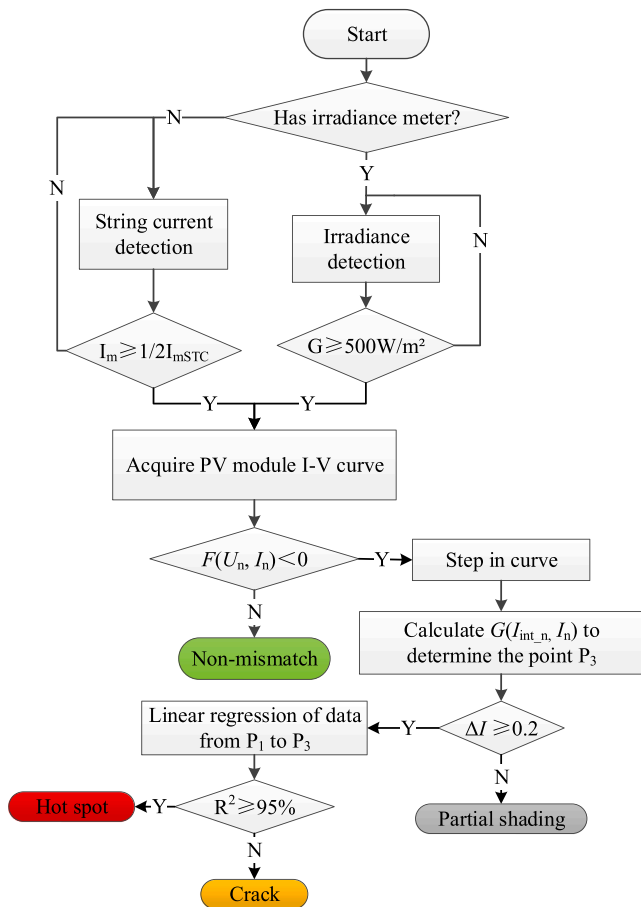 Start
Has irradiance meter?
N
Y
N
String current
detection
Irradiance
detection
N
Iₘ≥1/2IₘSTC
G≥500W/m²
Y
Y
Acquire PV module I-V curve
F(Uₙ, Iₙ)<0
Y
Step in curve
N
Non-mismatch
Calculate G(I_int_n, Iₙ) to
determine the point P₃
Linear regression of data
from P₁ to P₃
Y
ΔI≥0.2
N
Partial shading
Hot spot
Y
R²≥95%
N
Crack